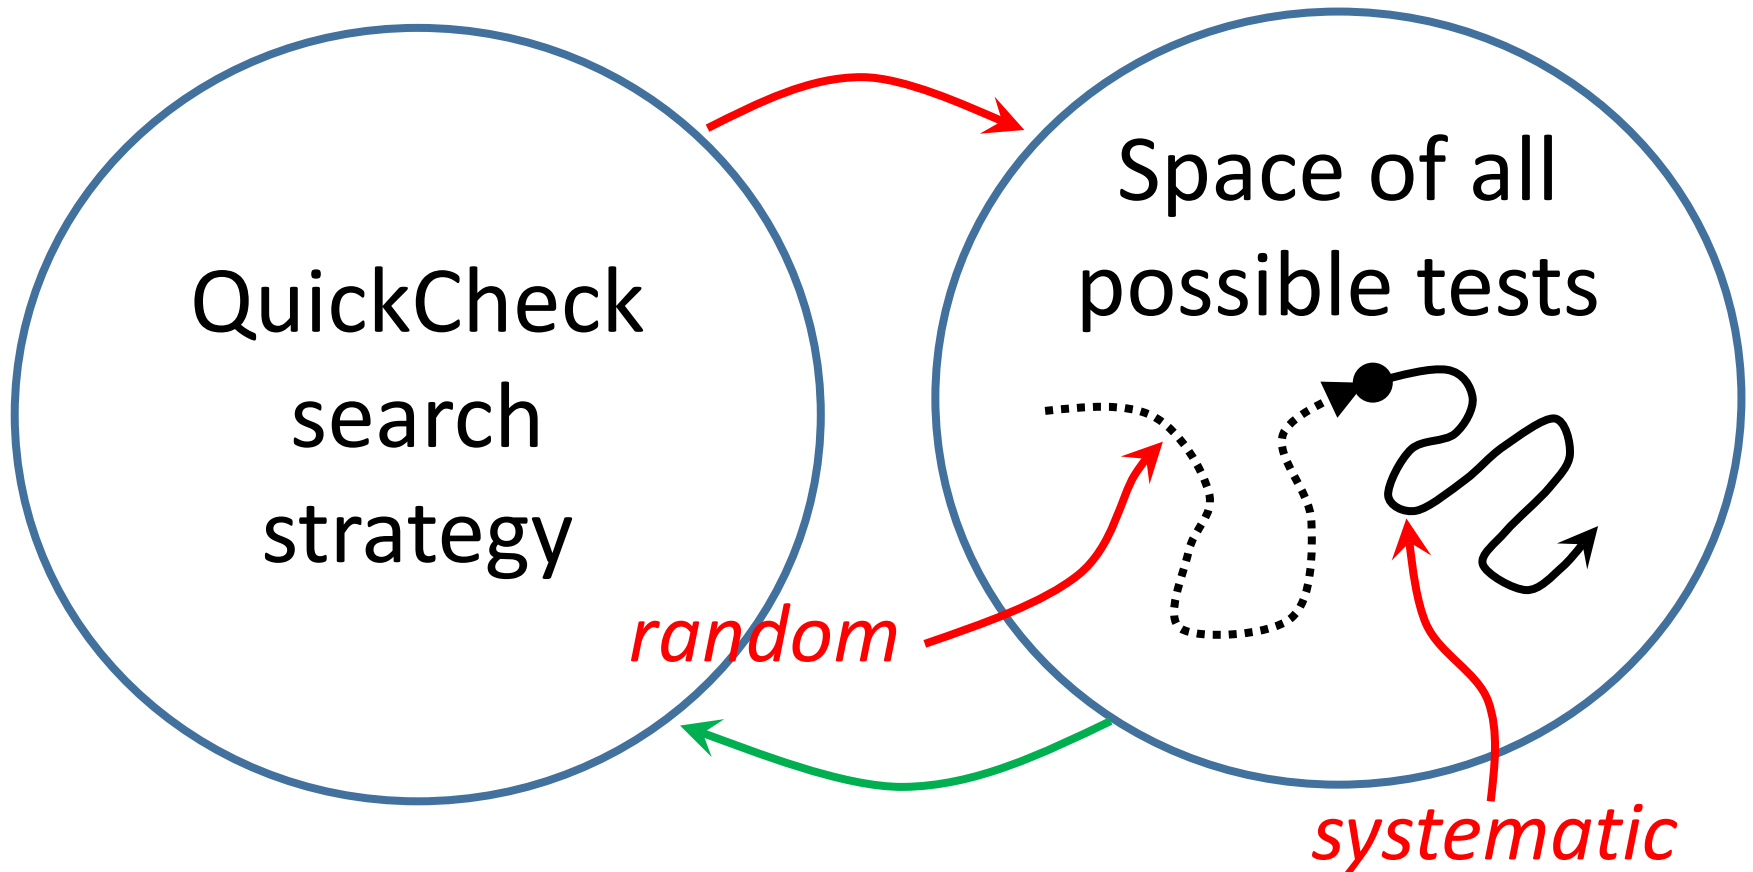 QuickCheck
search
strategy
Space of all
possible tests
random
systematic